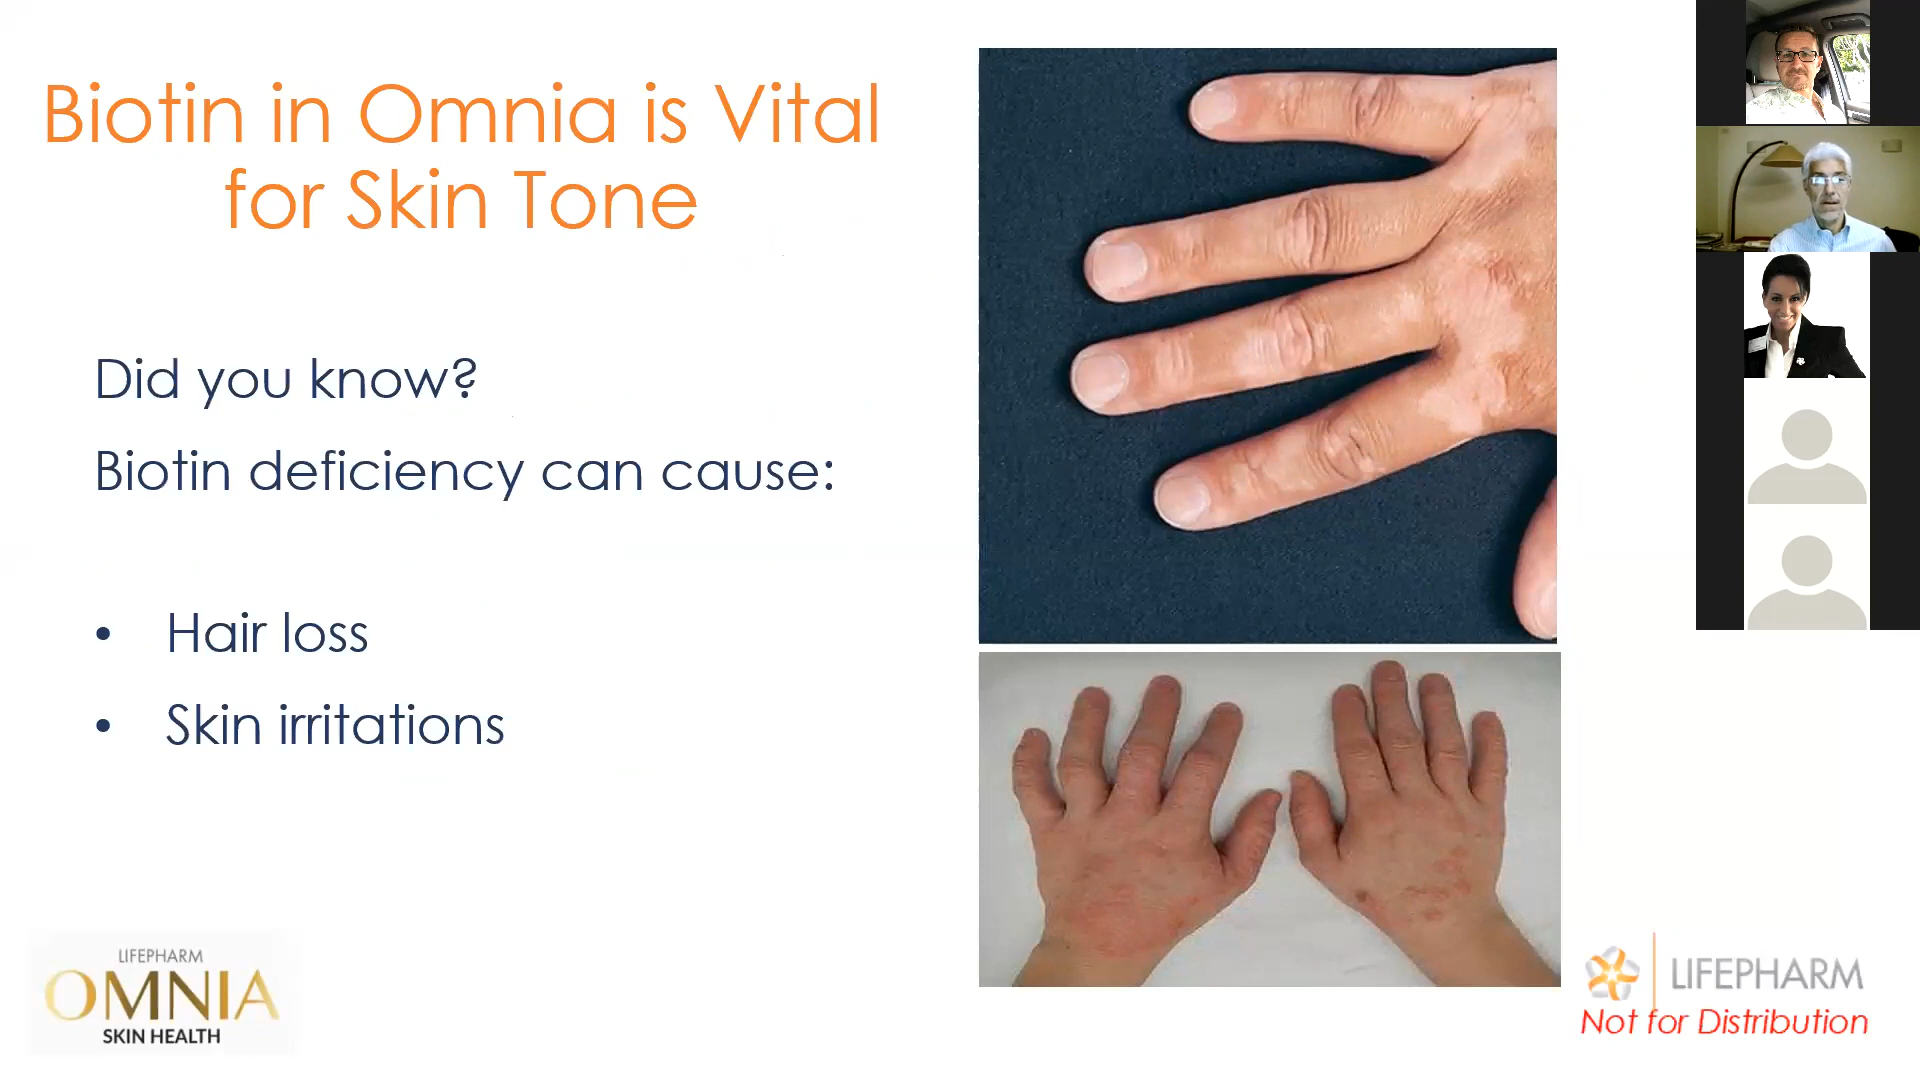 Biotin in Omnia is Vital
for Skin Tone
Did you know?
Biotin deficiency can cause:
• Hair loss
• Skin irritations
LIFEPHARM
OMNIA
SKIN HEALTH
LIFEPHARM
Not for Distribution